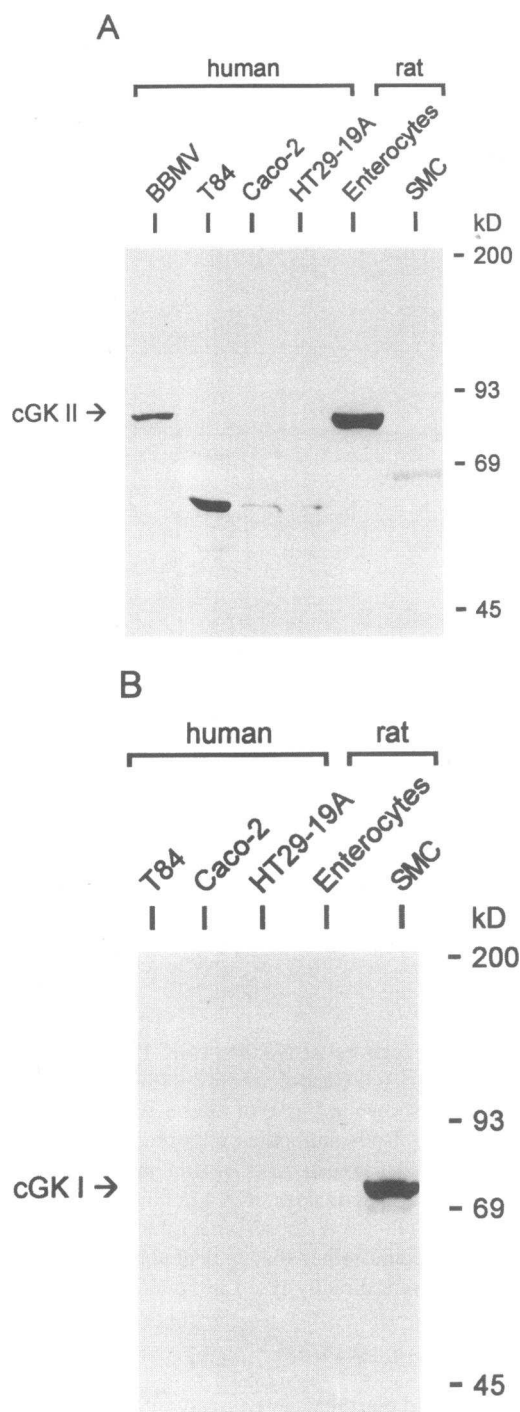 A
human rat
BBMV T84 Caco-2 HT29-19A Enterocytes SMC
kD
200
cGK II → 93
69
45
B
human rat
T84 Caco-2 HT29-19A Enterocytes SMC
kD
200
93
cGK I → 69
45